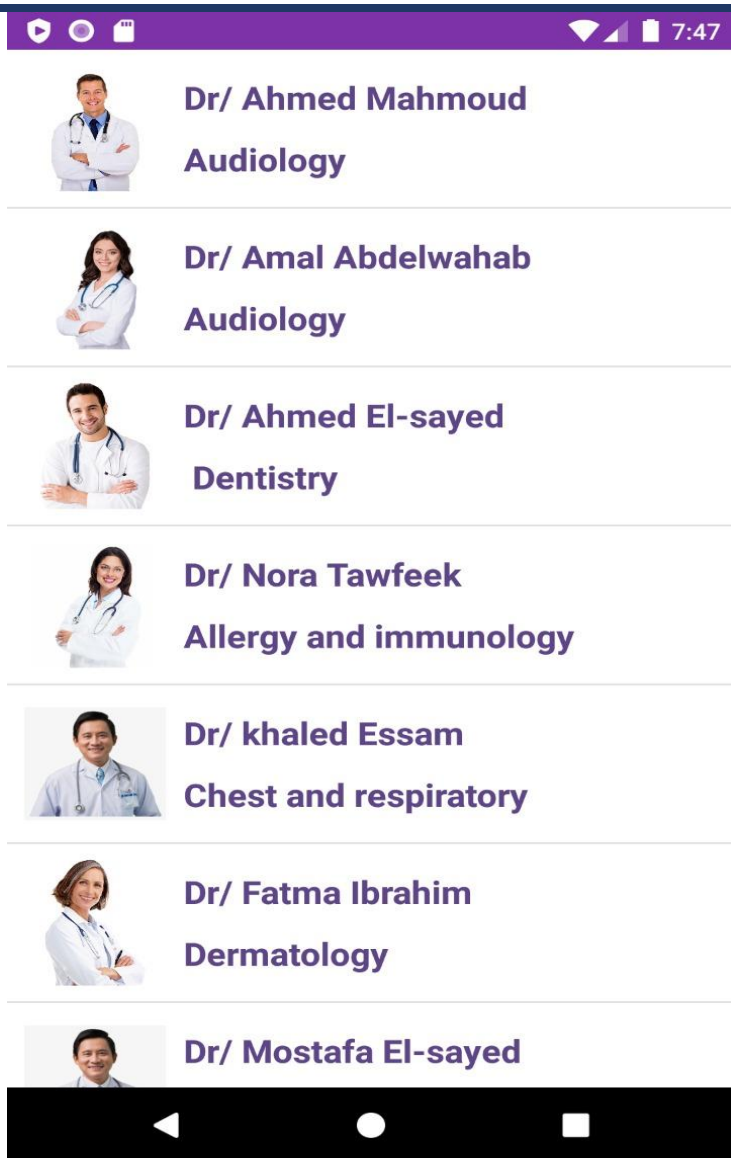 7:47
Dr/ Ahmed Mahmoud
Audiology
Dr/ Amal Abdelwahab
Audiology
Dr/ Ahmed El-sayed
Dentistry
Dr/ Nora Tawfeek
Allergy and immunology
Dr/ khaled Essam
Chest and respiratory
Dr/ Fatma Ibrahim
Dermatology
Dr/ Mostafa El-sayed